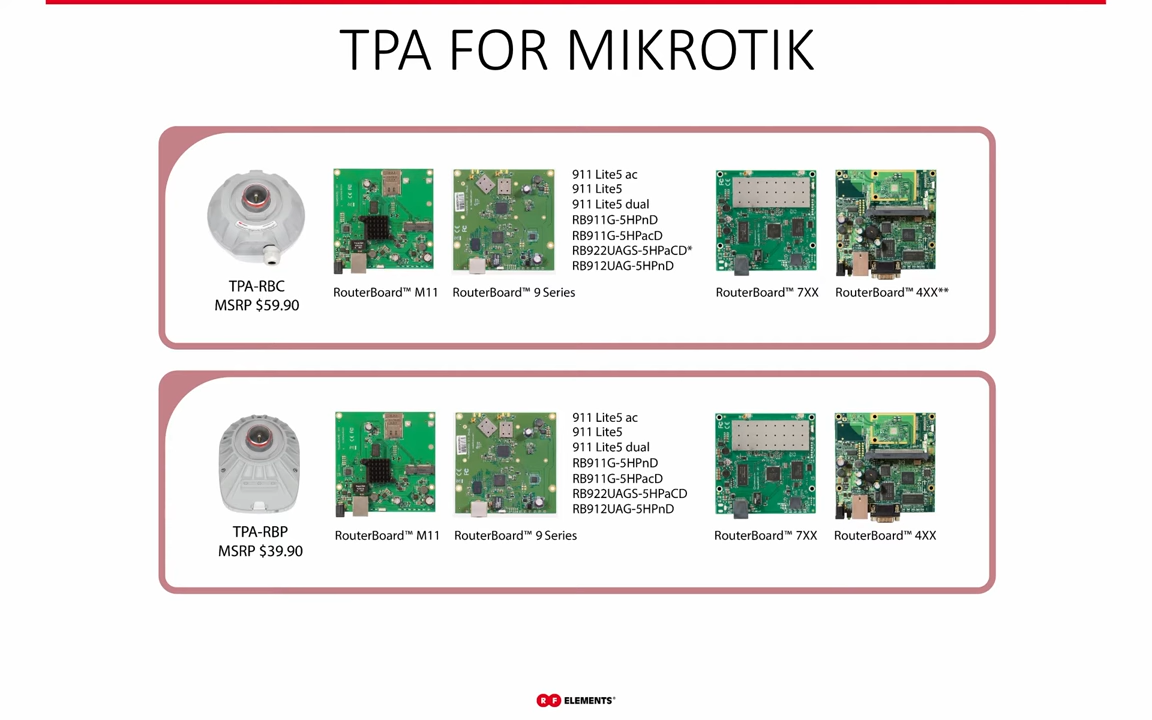 TPA FOR MIKROTIK
TPA-RBC
MSRP $59.90
RouterBoard™ M11
RouterBoard™ 9 Series
911 Lite5 ac
911 Lite5
911 Lite5 dual
RB911G-5HPnD
RB911G-5HPacD
RB922UAGS-5HPaCD*
RB912UAG-5HPnD
RouterBoard™ 7XX
RouterBoard™ 4XX**
TPA-RBP
MSRP $39.90
RouterBoard™ M11
RouterBoard™ 9 Series
911 Lite5 ac
911 Lite5
911 Lite5 dual
RB911G-5HPnD
RB911G-5HPacD
RB922UAGS-5HPaCD
RB912UAG-5HPnD
RouterBoard™ 7XX
RouterBoard™ 4XX
RF ELEMENTS®